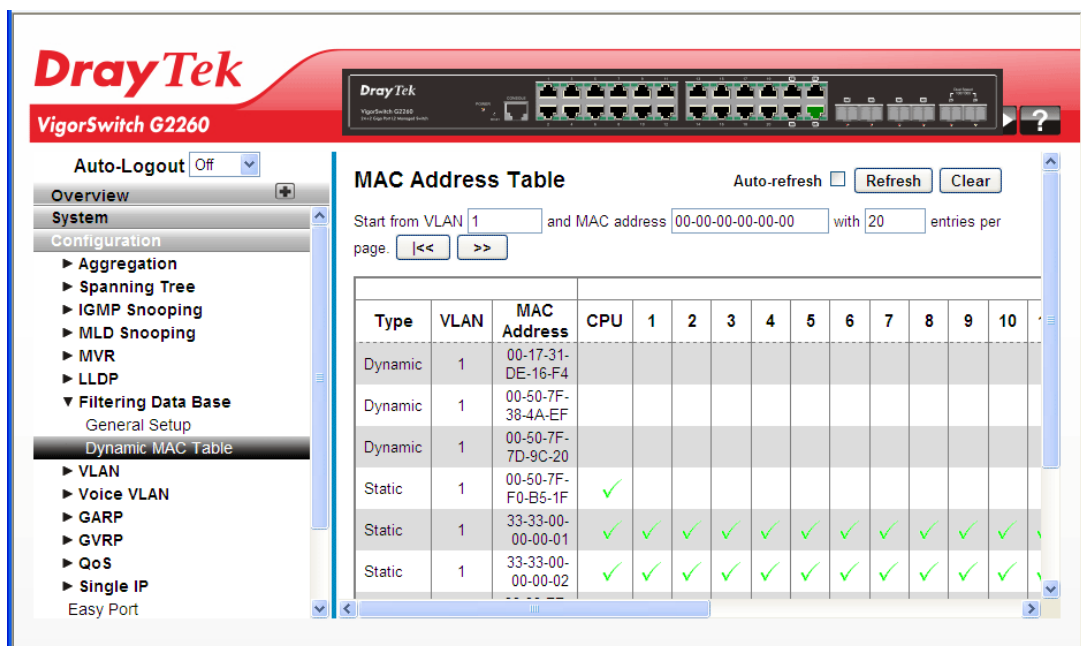 DrayTek
VigorSwitch G2260
DrayTek
VigorSwitch G2260
?
Auto-Logout Off
Overview
System
Configuration
Aggregation
Spanning Tree
IGMP Snooping
MLD Snooping
MVR
LLDP
Filtering Data Base
General Setup
Dynamic MAC Table
VLAN
Voice VLAN
GARP
GVRP
QoS
Single IP
Easy Port
MAC Address Table Auto-refresh Refresh Clear
Start from VLAN 1 and MAC address 00-00-00-00-00-00 with 20 entries per
page. |<< >>
Type VLAN MAC Address CPU 1 2 3 4 5 6 7 8 9 10
Dynamic 1 00-17-31-DE-16-F4
Dynamic 1 00-50-7F-38-4A-EF
Dynamic 1 00-50-7F-7D-9C-20
Static 1 00-50-7F-F0-B5-1F
Static 1 33-33-00-00-00-01
Static 1 33-33-00-00-00-02